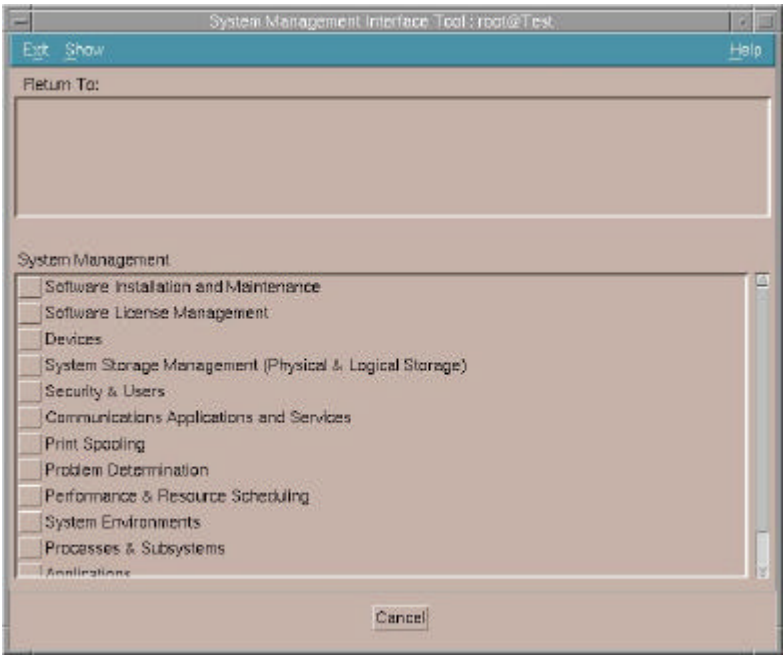 System Management Interface Tool : root@Test
Exit Show Help
Return To:
System Management
Software Installation and Maintenance
Software License Management
Devices
System Storage Management (Physical & Logical Storage)
Security & Users
Communications Applications and Services
Print Spooling
Problem Determination
Performance & Resource Scheduling
System Environments
Processes & Subsystems
Applications
Cancel